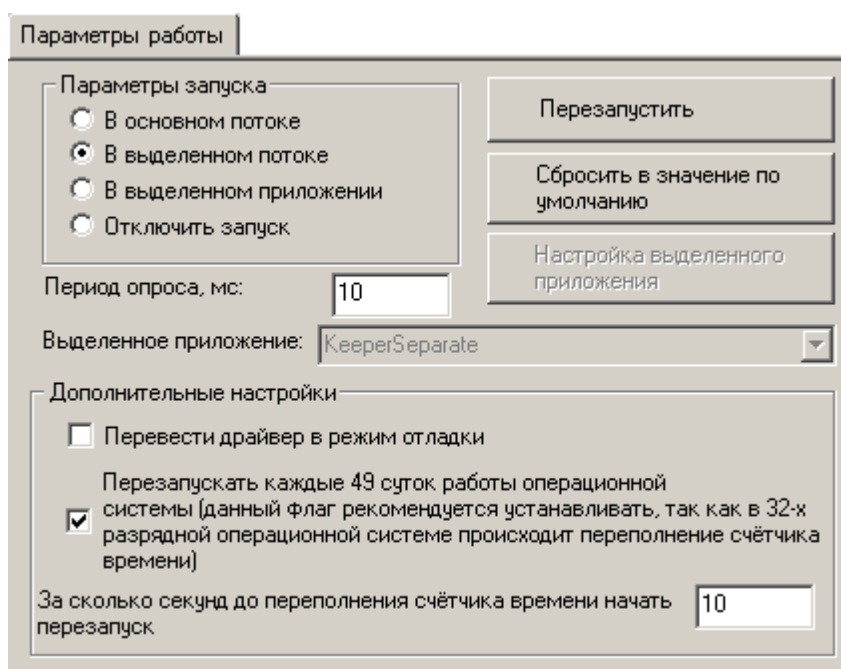 Параметры работы
Параметры запуска
В основном потоке
В выделенном потоке
В выделенном приложении
Отключить запуск
Перезапустить
Сбросить в значение по
умолчанию
Настройка выделенного
приложения
Период опроса, мс:
10
Выделенное приложение:
KeeperSeparate
Дополнительные настройки
Перевести драйвер в режим отладки
Перезапускать каждые 49 суток работы операционной
системы (данный флаг рекомендуется устанавливать, так как в 32-х
разрядной операционной системе происходит переполнение счётчика
времени)
За сколько секунд до переполнения счётчика времени начать
перезапуск
10